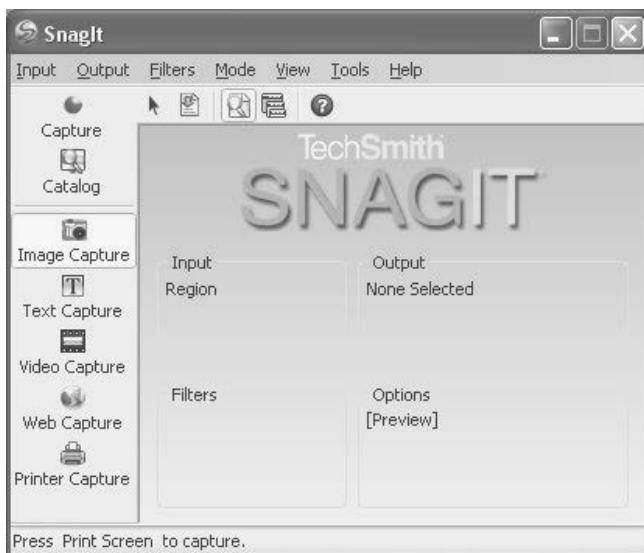 SnagIt
Input Output Filters Mode View Tools Help
Capture
Catalog
Image Capture
Text Capture
Video Capture
Web Capture
Printer Capture
TechSmith
SNAGIT
Input
Region
Output
None Selected
Filters
Options
[Preview]
Press Print Screen to capture.